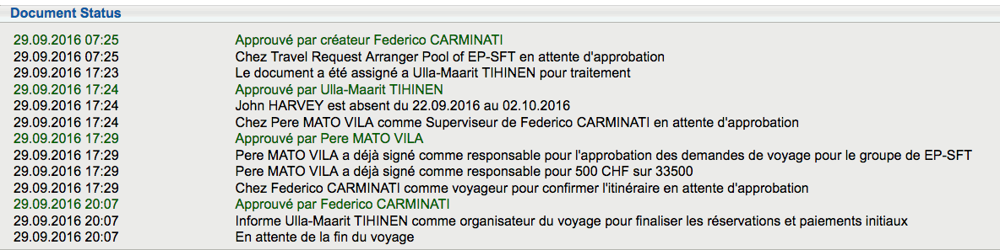 Document Status
29.09.2016 07:25 Approuvé par créateur Federico CARMINATI
29.09.2016 07:25 Chez Travel Request Arranger Pool of EP-SFT en attente d'approbation
29.09.2016 17:23 Le document a été assigné a Ulla-Maarit TIHINEN pour traitement
29.09.2016 17:24 Approuvé par Ulla-Maarit TIHINEN
29.09.2016 17:24 John HARVEY est absent du 22.09.2016 au 02.10.2016
29.09.2016 17:24 Chez Pere MATO VILA comme Superviseur de Federico CARMINATI en attente d'approbation
29.09.2016 17:29 Approuvé par Pere MATO VILA
29.09.2016 17:29 Pere MATO VILA a déjà signé comme responsable pour l'approbation des demandes de voyage pour le groupe de EP-SFT
29.09.2016 17:29 Pere MATO VILA a déjà signé comme responsable pour 500 CHF sur 33500
29.09.2016 17:29 Chez Federico CARMINATI comme voyageur pour confirmer l'itinéraire en attente d'approbation
29.09.2016 20:07 Approuvé par Federico CARMINATI
29.09.2016 20:07 Informe Ulla-Maarit TIHINEN comme organisateur du voyage pour finaliser les réservations et paiements initiaux
29.09.2016 20:07 En attente de la fin du voyage